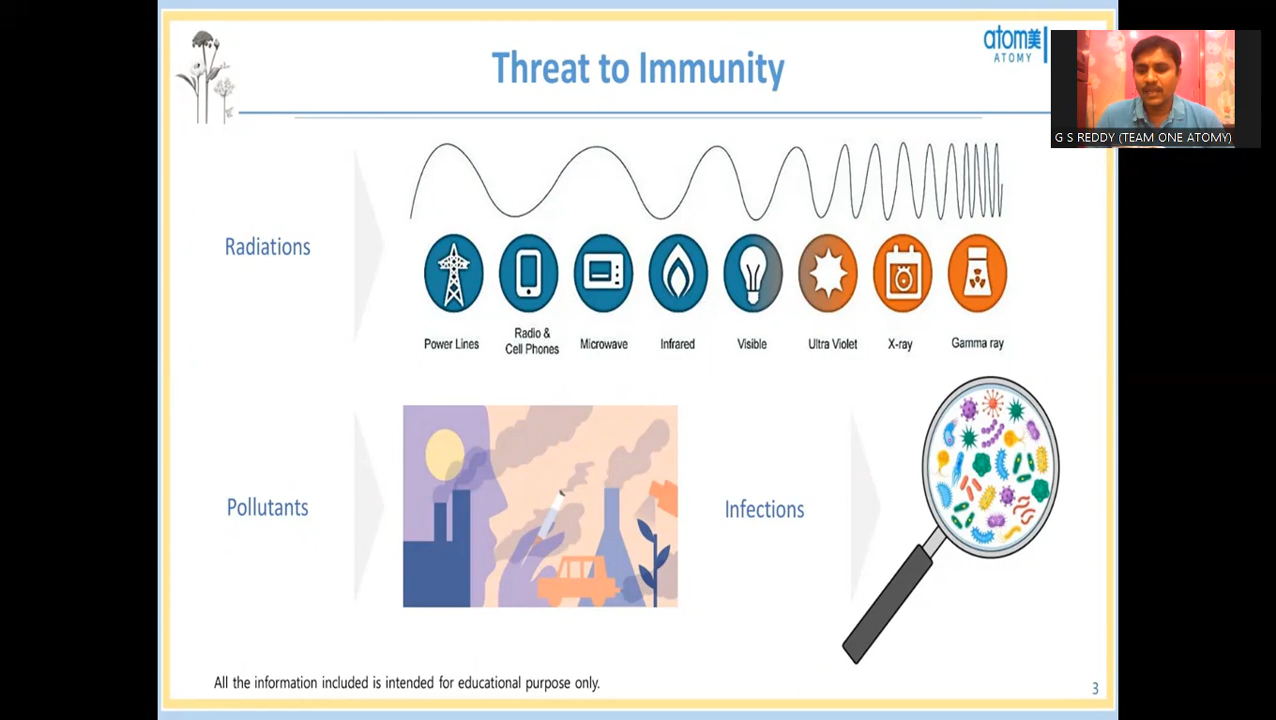 Threat to Immunity
atom美
ATOMY
G S REDDY (TEAM ONE ATOMY)
Radiations
Power Lines
Radio &
Cell Phones
Microwave
Infrared
Visible
Ultra Violet
X-ray
Gamma ray
Pollutants
Infections
All the information included is intended for educational purpose only.
3